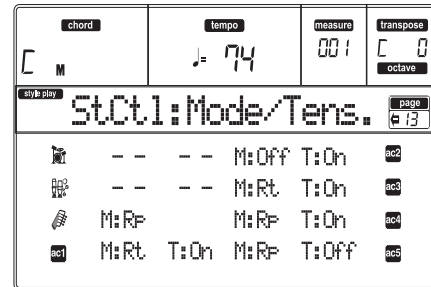 chord tempo measure transpose
C M ♩= 74 001 C 0
octave
style play StCtl:Mode/Tens. page
13
-- -- M:Off T:On ac2
-- -- M:Rt T:On ac3
M:Rp M:Rp T:On ac4
ac1 M:Rt T:On M:Rp T:Off ac5